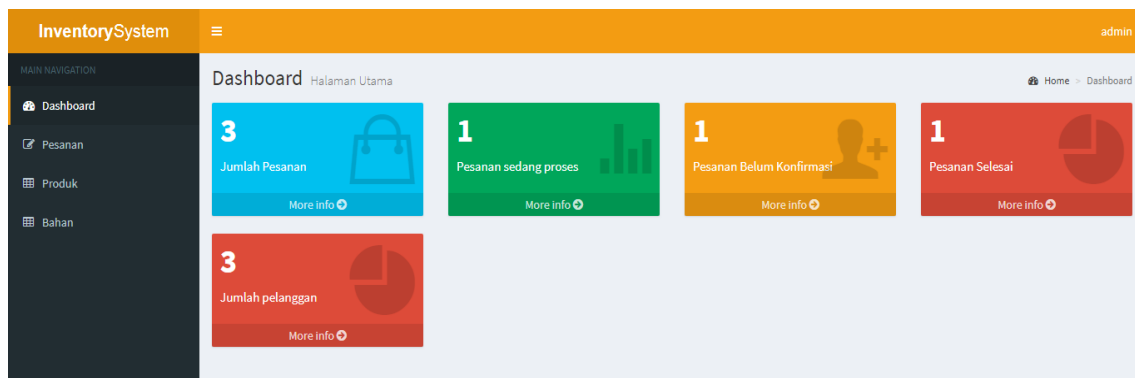 InventorySystem
admin
MAIN NAVIGATION
Dashboard
Pesanan
Produk
Bahan
Dashboard Halaman Utama
Home > Dashboard
3
Jumlah Pesanan
More info
1
Pesanan sedang proses
More info
1
Pesanan Belum Konfirmasi
More info
1
Pesanan Selesai
More info
3
Jumlah pelanggan
More info